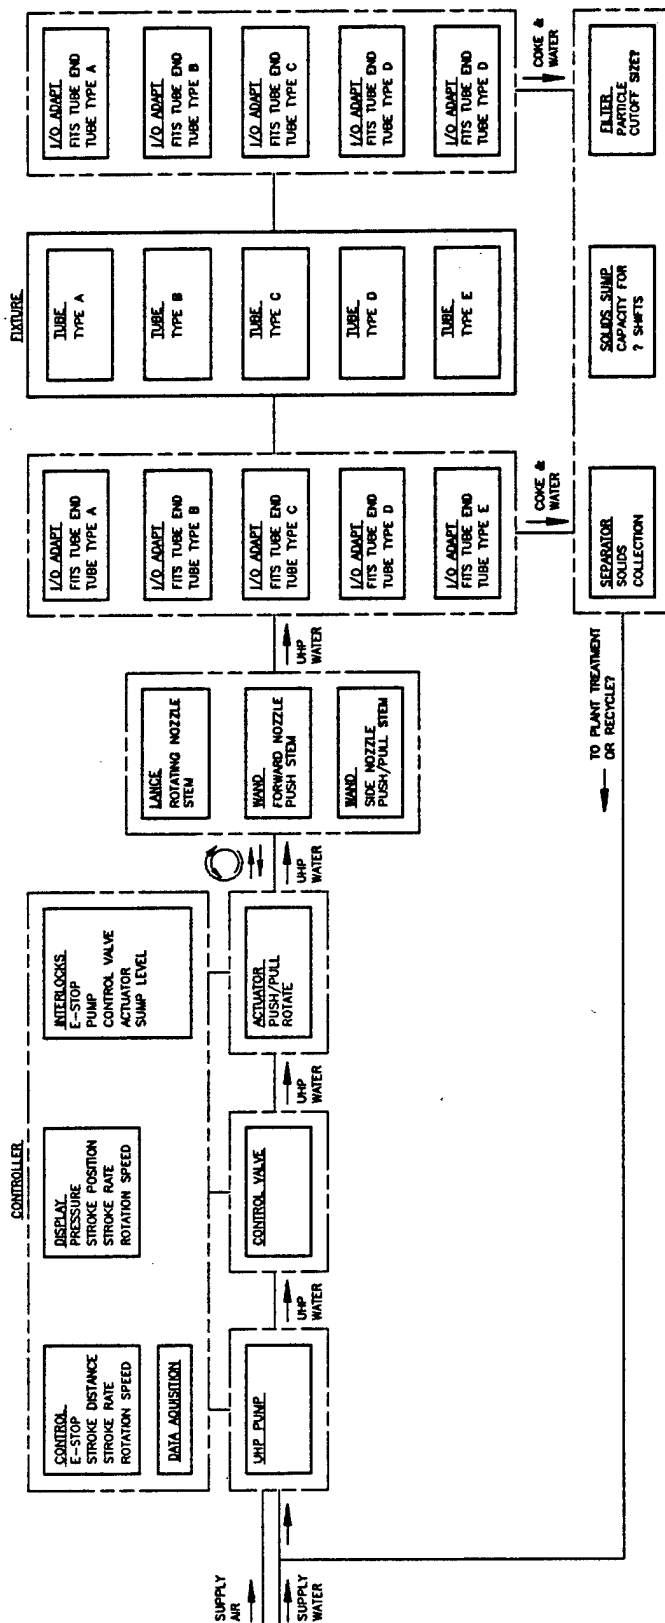 CONTROLLER
CONTROL
E-STOP
STROKE DISTANCE
STROKE RATE
ROTATION SPEED
DATA AQUISITION
DISPLAY
PRESSURE
STROKE POSITION
STROKE RATE
ROTATION SPEED
INTERLOCKS
E-STOP
PUMP
CONTROL VALVE
ACTUATOR
SUMP LEVEL
SUPPLY
AIR
SUPPLY
WATER
UHP PUMP
UHP
WATER
CONTROL VALVE
UHP
WATER
ACTUATOR
PUSH/PULL
ROTATE
UHP
WATER
LANCE
ROTATING NOZZLE
STEM
WAND
FORWARD NOZZLE
PUSH STEM
WAND
SIDE NOZZLE
PUSH/PULL STEM
UHP
WATER
I/O ADAPT
FITS TUBE END
TUBE TYPE A
I/O ADAPT
FITS TUBE END
TUBE TYPE B
I/O ADAPT
FITS TUBE END
TUBE TYPE C
I/O ADAPT
FITS TUBE END
TUBE TYPE D
I/O ADAPT
FITS TUBE END
TUBE TYPE E
COKE &
WATER
FIXTURE
TUBE
TYPE A
TUBE
TYPE B
TUBE
TYPE C
TUBE
TYPE D
TUBE
TYPE E
I/O ADAPT
FITS TUBE END
TUBE TYPE A
I/O ADAPT
FITS TUBE END
TUBE TYPE B
I/O ADAPT
FITS TUBE END
TUBE TYPE C
I/O ADAPT
FITS TUBE END
TUBE TYPE D
I/O ADAPT
FITS TUBE END
TUBE TYPE D
COKE &
WATER
TO PLANT TREATMENT
OR RECYCLE?
SEPARATOR
SOLIDS
COLLECTION
SOLIDS SUMP
CAPACITY FOR
? SHIFTS
FILTER
PARTICLE
CUTOFF SIZE?